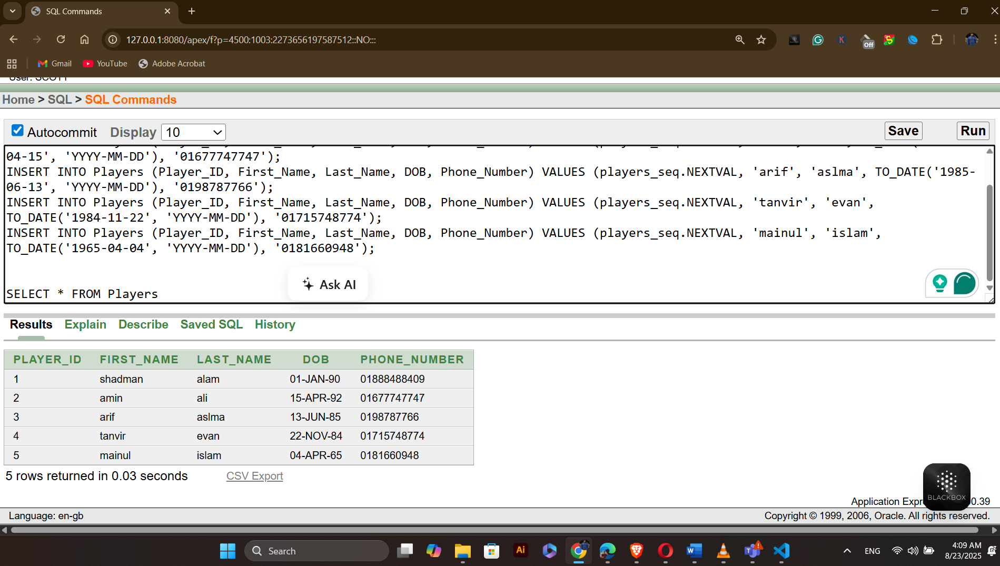 SQL Commands
127.0.0.1:8080/apex/f?p=4500:1003:2273656197587512::NO:::
Off
Gmail
YouTube
Adobe Acrobat
User: SCOTT
Home > SQL > SQL Commands
Autocommit
Display
10
Save
Run
04-15', 'YYYY-MM-DD'), '01677747747');
INSERT INTO Players (Player_ID, First_Name, Last_Name, DOB, Phone_Number) VALUES (players_seq.NEXTVAL, 'arif', 'aslma', TO_DATE('1985-
06-13', 'YYYY-MM-DD'), '0198787766');
INSERT INTO Players (Player_ID, First_Name, Last_Name, DOB, Phone_Number) VALUES (players_seq.NEXTVAL, 'tanvir', 'evan',
TO_DATE('1984-11-22', 'YYYY-MM-DD'), '01715748774');
INSERT INTO Players (Player_ID, First_Name, Last_Name, DOB, Phone_Number) VALUES (players_seq.NEXTVAL, 'mainul', 'islam',
TO_DATE('1965-04-04', 'YYYY-MM-DD'), '0181660948');
Ask AI
SELECT * FROM Players
Results Explain Describe Saved SQL History
PLAYER_ID FIRST_NAME LAST_NAME DOB PHONE_NUMBER
1 shadman alam 01-JAN-90 01888488409
2 amin ali 15-APR-92 01677747747
3 arif aslma 13-JUN-85 0198787766
4 tanvir evan 22-NOV-84 01715748774
5 mainul islam 04-APR-65 0181660948
5 rows returned in 0.03 seconds
CSV Export
BLACKBOX
Application Expr 0.39
Language: en-gb
Copyright © 1999, 2006, Oracle. All rights reserved.
Search
Ai
ENG
4:09 AM
8/23/2025